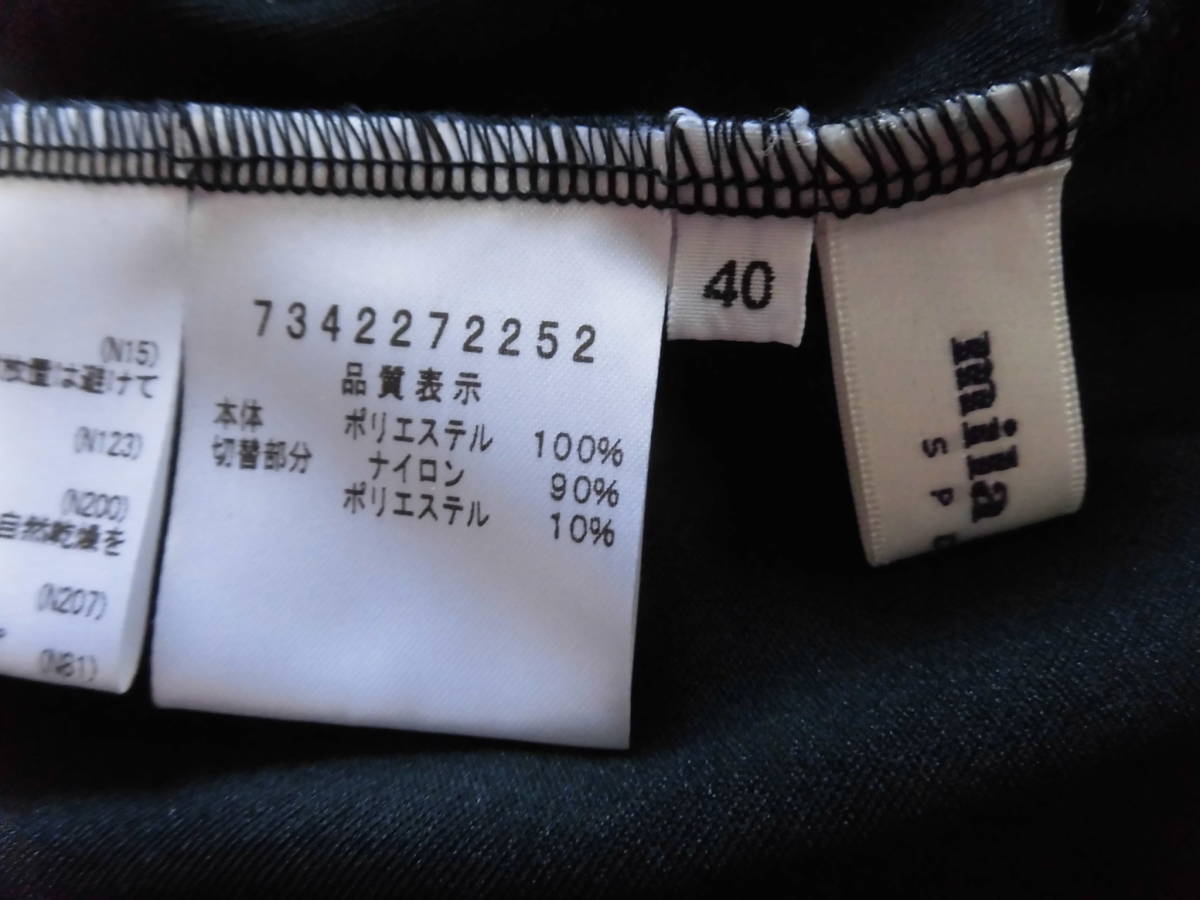 (N15)
は避けて
(N123)
(N200)
自然乾燥を
(N207)
(N81)
7342272252
品質表示
本体 ポリエステル 100%
切替部分 ナイロン 90%
ポリエステル 10%
40
milla
S P